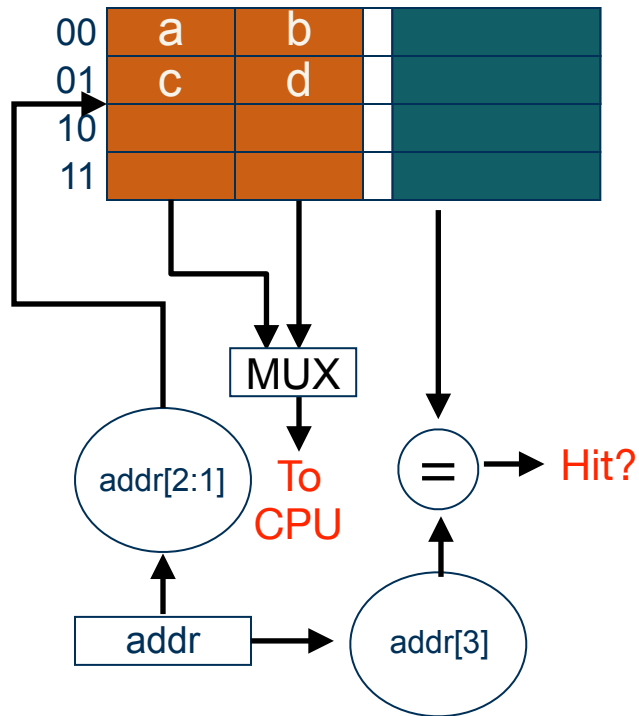 00 a b
01 c d
10
11
MUX
addr[2:1]
To
CPU
=
Hit?
addr
addr[3]